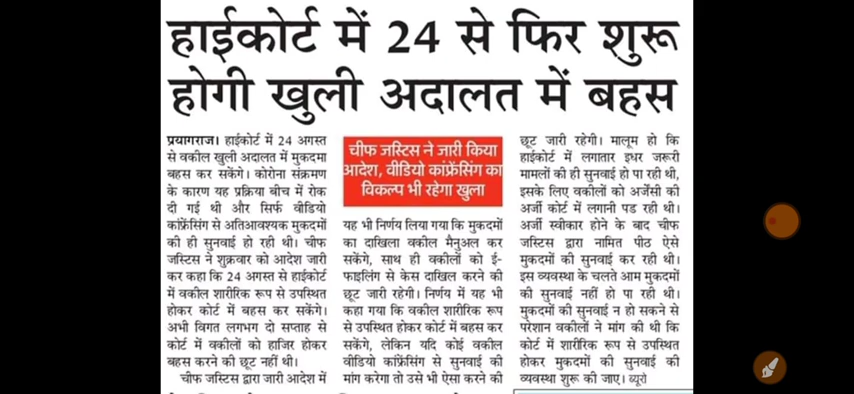 हाईकोर्ट में 24 से फिर शुरू
होगी खुली अदालत में बहस
प्रयागराज। हाईकोर्ट में 24 अगस्त
से वकील खुली अदालत में मुकदमा
बहस कर सकेंगे। कोरोना संक्रमण
के कारण यह प्रक्रिया बीच में रोक
दी गई थी और सिर्फ वीडियो
कांफ्रेंसिंग से अतिआवश्यक मुकदमों
की ही सुनवाई हो रही थी। चीफ
जस्टिस ने शुक्रवार को आदेश जारी
कर कहा कि 24 अगस्त से हाईकोर्ट
में वकील शारीरिक रूप से उपस्थित
होकर कोर्ट में बहस कर सकेंगे।
अभी विगत लगभग दो सप्ताह से
कोर्ट में वकीलों को हाजिर होकर
बहस करने की छूट नहीं थी।
चीफ जस्टिस द्वारा जारी आदेश में
चीफ जस्टिस ने जारी किया
आदेश, वीडियो कांफ्रेंसिंग का
विकल्प भी रहेगा खुला
यह भी निर्णय लिया गया कि मुकदमों
का दाखिला वकील मैनुअल कर
सकेंगे, साथ ही वकीलों को ई-
फाइलिंग से केस दाखिल करने की
छूट जारी रहेगी। निर्णय में यह भी
कहा गया कि वकील शारीरिक रूप
से उपस्थित होकर कोर्ट में बहस कर
सकेंगे, लेकिन यदि कोई वकील
वीडियो कांफ्रेंसिंग से सुनवाई की
मांग करेगा तो उसे भी ऐसा करने की
छूट जारी रहेगी। मालूम हो कि
हाईकोर्ट में लगातार इधर जरूरी
मामलों की ही सुनवाई हो पा रही थी,
इसके लिए वकीलों को अर्जेंसी की
अर्जी कोर्ट में लगानी पड रही थी।
अर्जी स्वीकार होने के बाद चीफ
जस्टिस द्वारा नामित पीठ ऐसे
मुकदमों की सुनवाई कर रही थी।
इस व्यवस्था के चलते आम मुकदमों
की सुनवाई नहीं हो पा रही थी।
मुकदमों की सुनवाई न हो सकने से
परेशान वकीलों ने मांग की थी कि
कोर्ट में शारीरिक रूप से उपस्थित
होकर मुकदमों की सुनवाई की
व्यवस्था शुरू की जाए। ब्यूरो